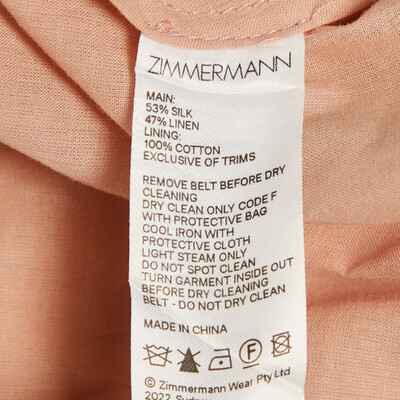 ZIMMERMANN
MAIN:
53% SILK
47% LINEN
LINING:
100% COTTON
EXCLUSIVE OF TRIMS
REMOVE BELT BEFORE DRY
CLEANING
DRY CLEAN ONLY CODE F
WITH PROTECTIVE BAG
COOL IRON WITH
PROTECTIVE CLOTH
LIGHT STEAM ONLY
DO NOT SPOT CLEAN
TURN GARMENT INSIDE OUT
BEFORE DRY CLEANING
BELT - DO NOT DRY CLEAN
MADE IN CHINA
F
© Zimmermann Wear Pty Ltd
2022